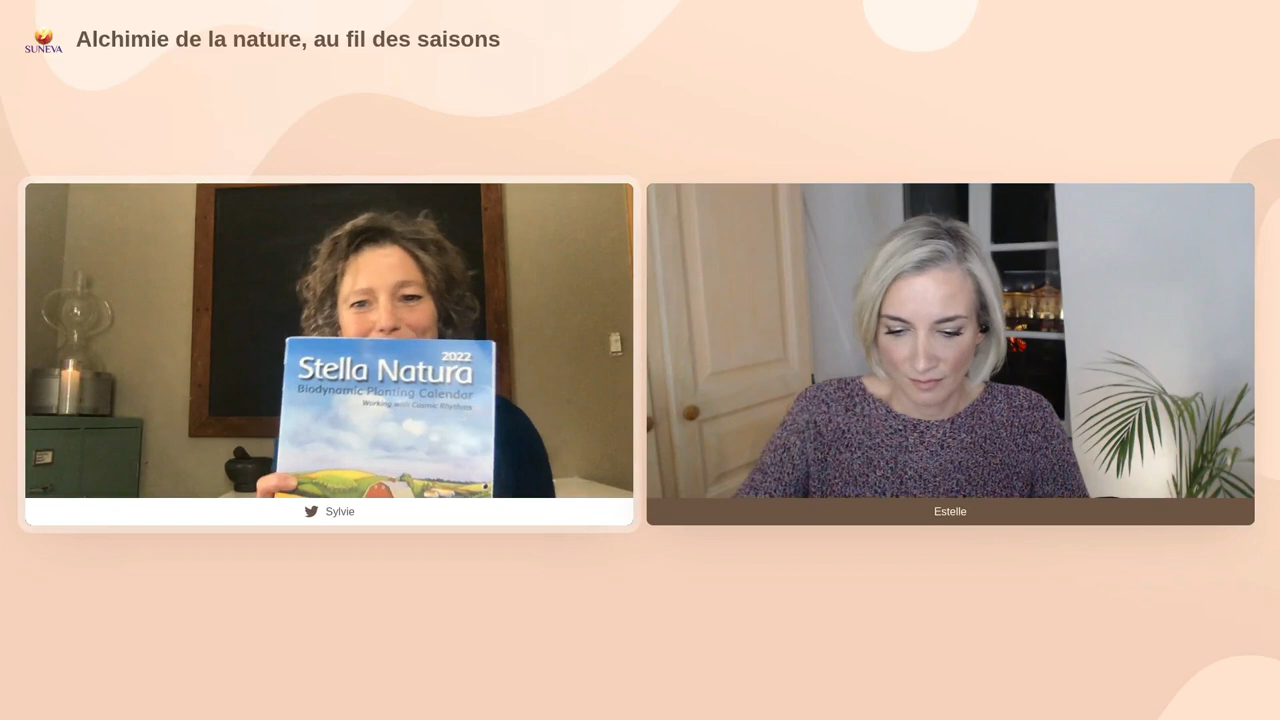 SUNEVA
Alchimie de la nature, au fil des saisons
2022
Stella Natura
Biodynamic Planting Calendar
Working with Cosmic Rhythms
Sylvie
Estelle